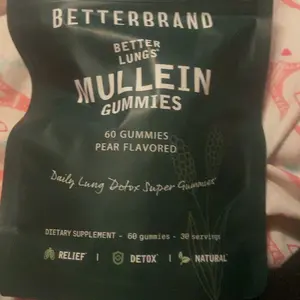 BETTERBRAND
BETTER
LUNGS
MULLEIN
GUMMIES
60 GUMMIES
PEAR FLAVORED
Daily Lung Detox Super Gummies
DIETARY SUPPLEMENT - 60 gummies - 30 servings
RELIEF | DETOX | NATURAL